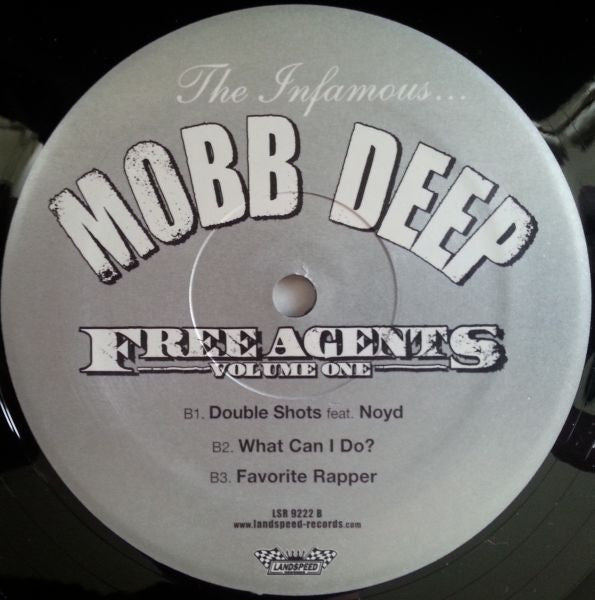 The Infamous...
MOBB DEEP
FREE AGENTS
VOLUME ONE
B1. Double Shots feat. Noyd
B2. What Can I Do?
B3. Favorite Rapper
LSR 9222 B
www.landspeed-records.com
LANDSPEED